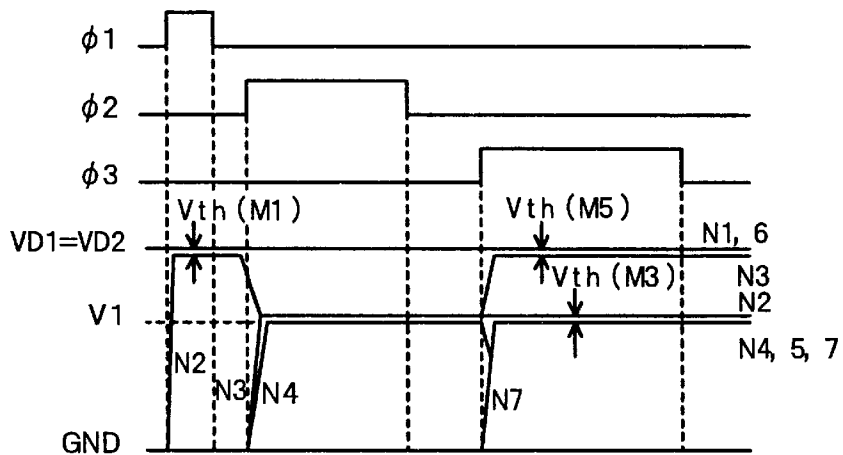 ϕ1
ϕ2
ϕ3
Vth(M1)
Vth(M5)
VD1=VD2
N1, 6
Vth(M3)
N3
N2
V1
N4, 5, 7
N2
N3
N4
N7
GND